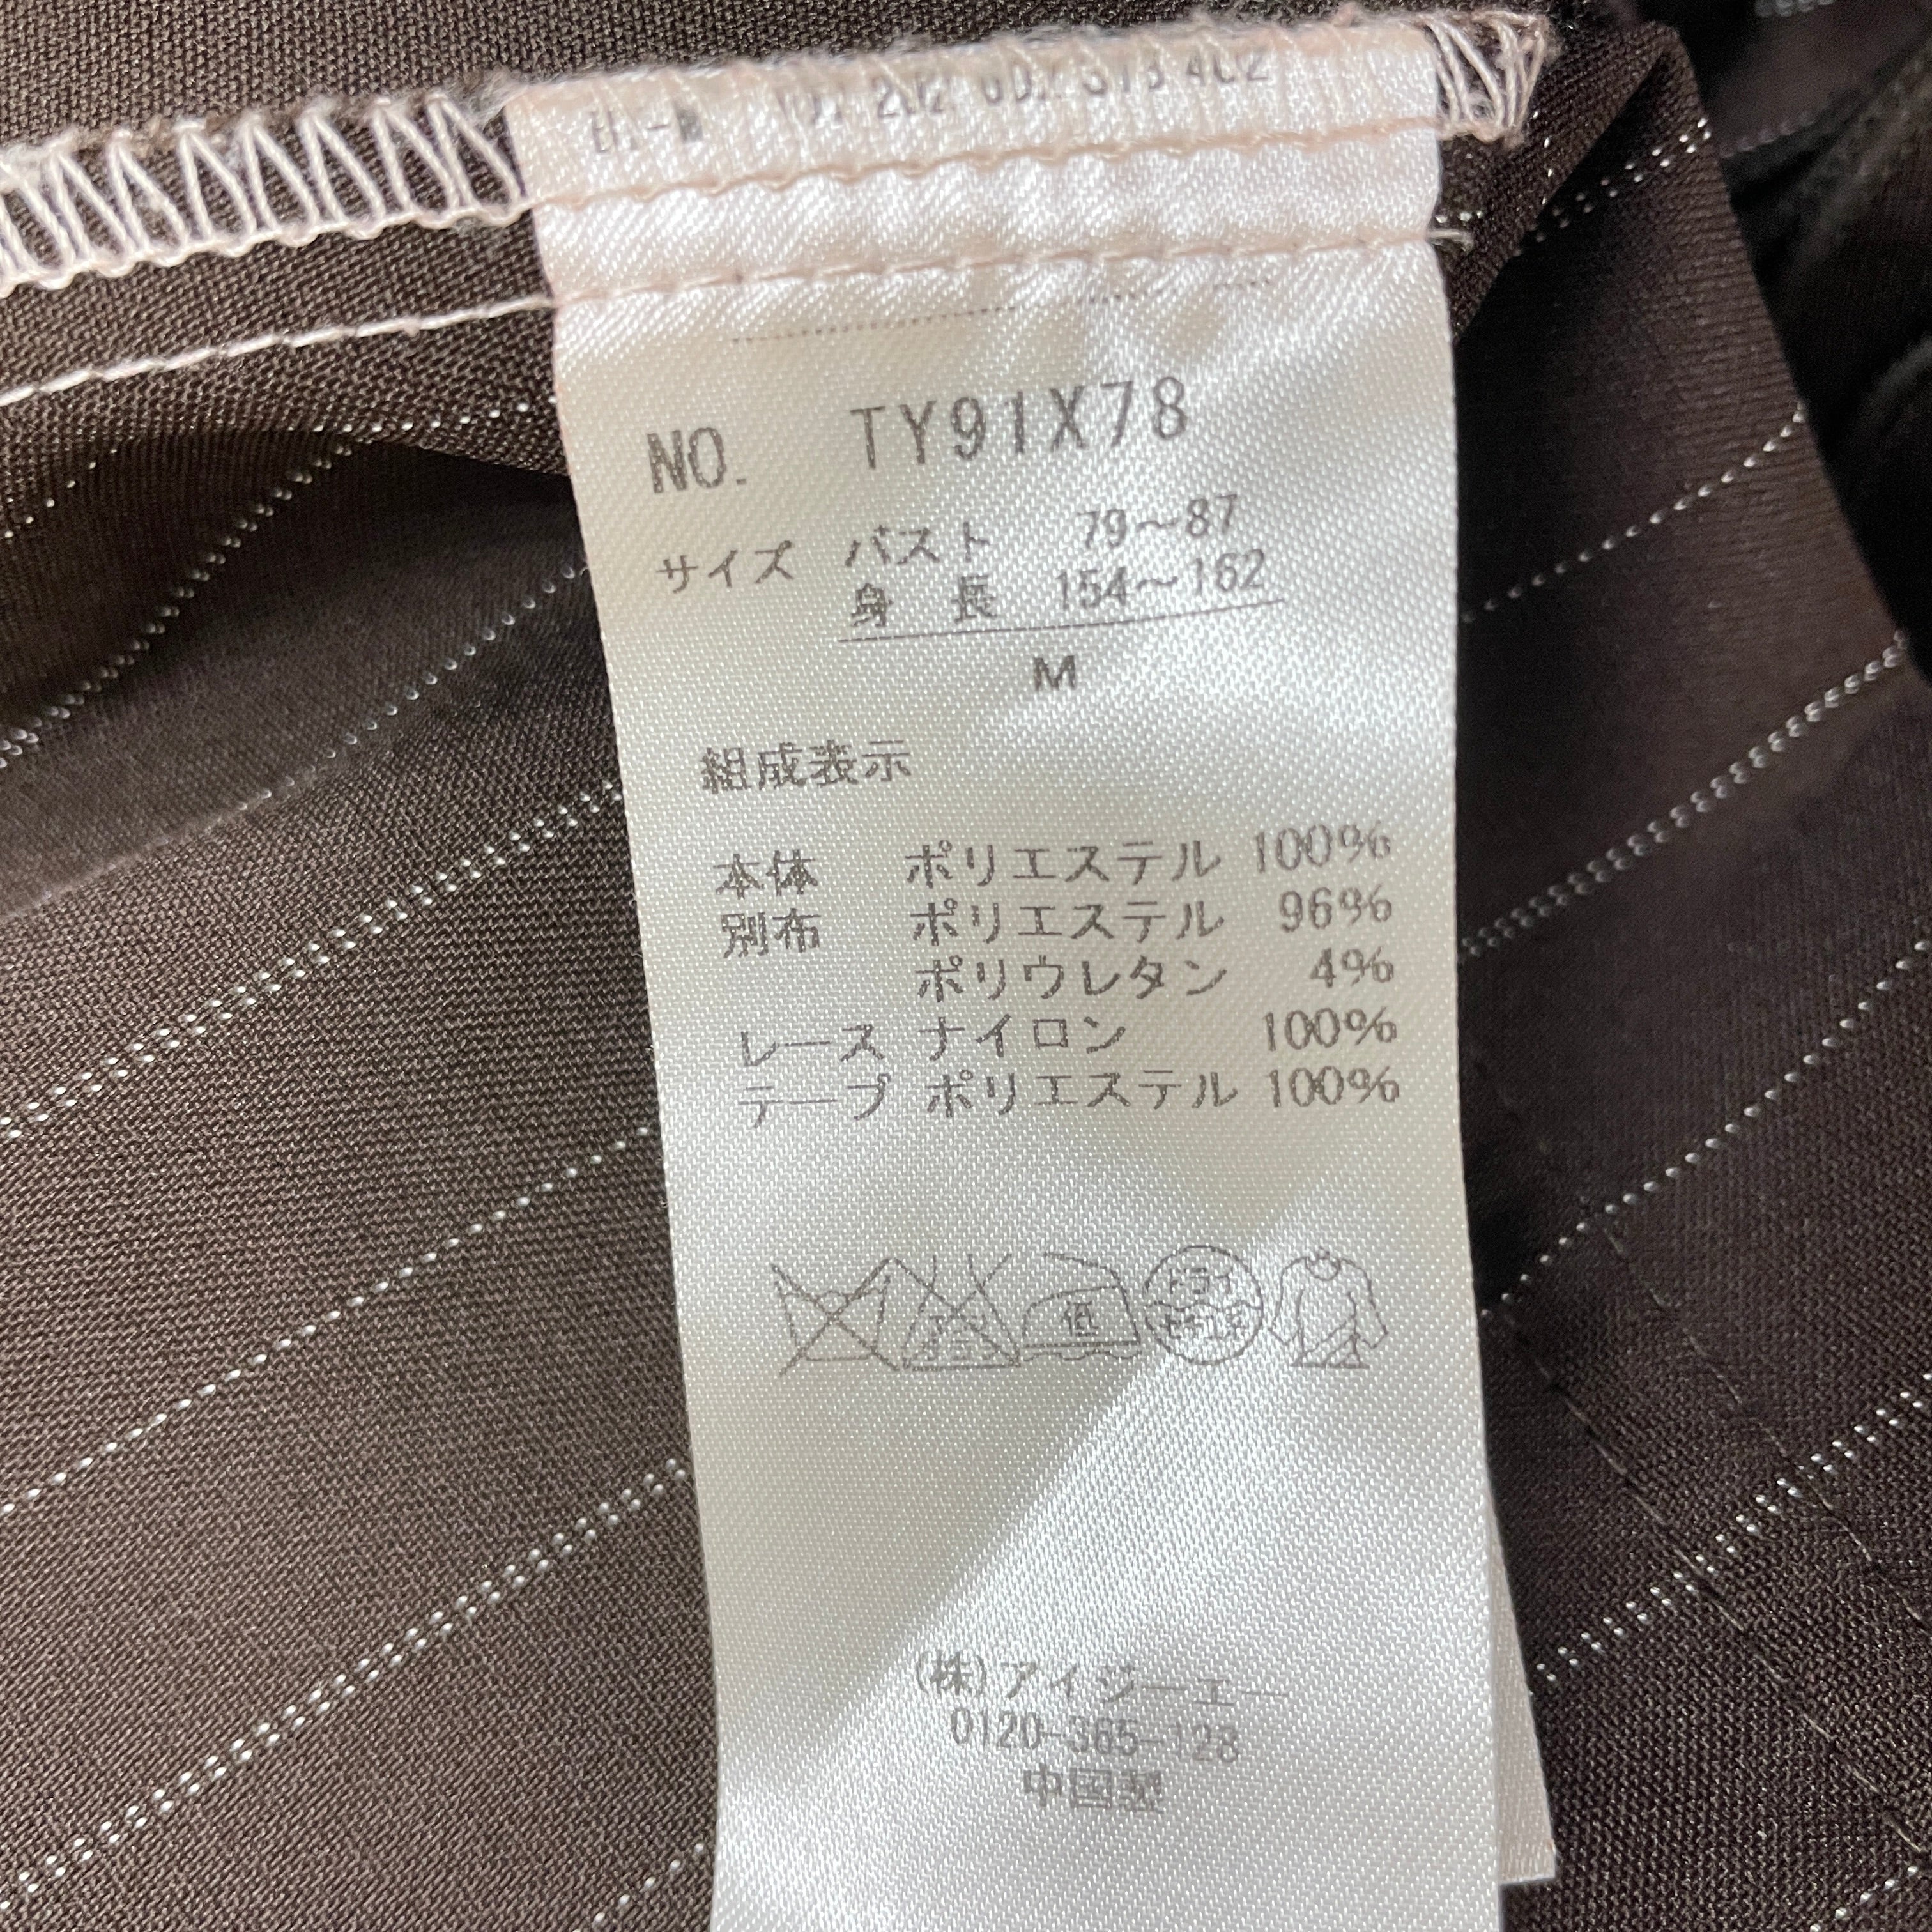 NO. TY91X78
サイズ バスト 79～87
身 長 154～162
M
組成表示
本体 ポリエステル 100%
別布 ポリエステル 96%
ポリウレタン 4%
レース ナイロン 100%
テープ ポリエステル 100%
低 ドライ
(株)アイジーエー
0120-365-128
中国製